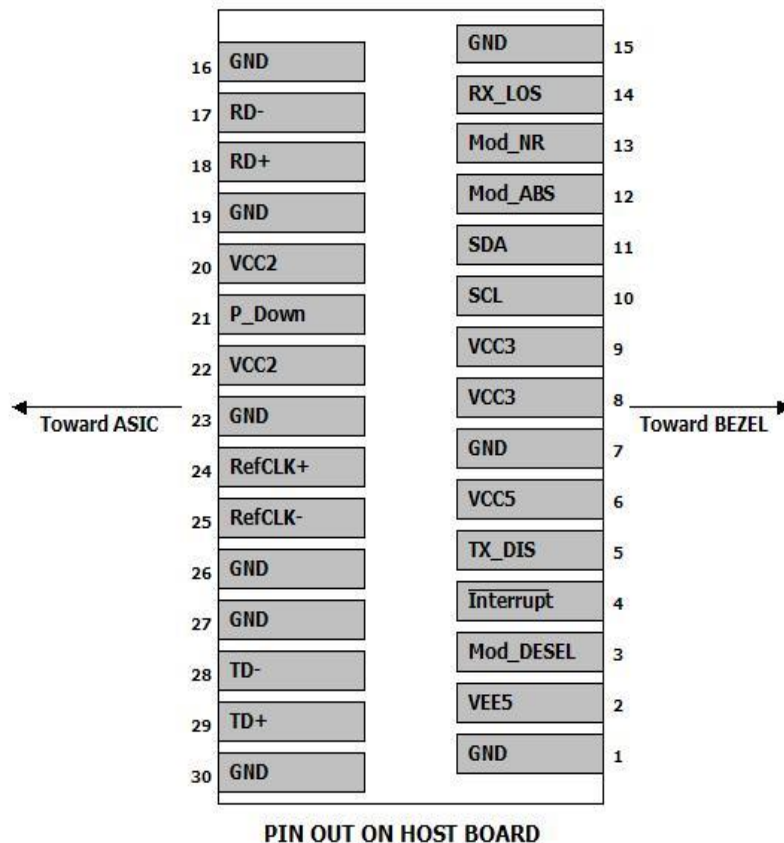 GND 15
16 GND
RX_LOS 14
17 RD-
Mod_NR 13
18 RD+
Mod_ABS 12
19 GND
SDA 11
20 VCC2
SCL 10
21 P_Down
VCC3 9
22 VCC2
VCC3 8
Toward ASIC
23 GND
Toward BEZEL
GND 7
24 RefCLK+
VCC5 6
25 RefCLK-
TX_DIS 5
26 GND
Interrupt 4
27 GND
Mod_DESEL 3
28 TD-
VEE5 2
29 TD+
GND 1
30 GND
PIN OUT ON HOST BOARD